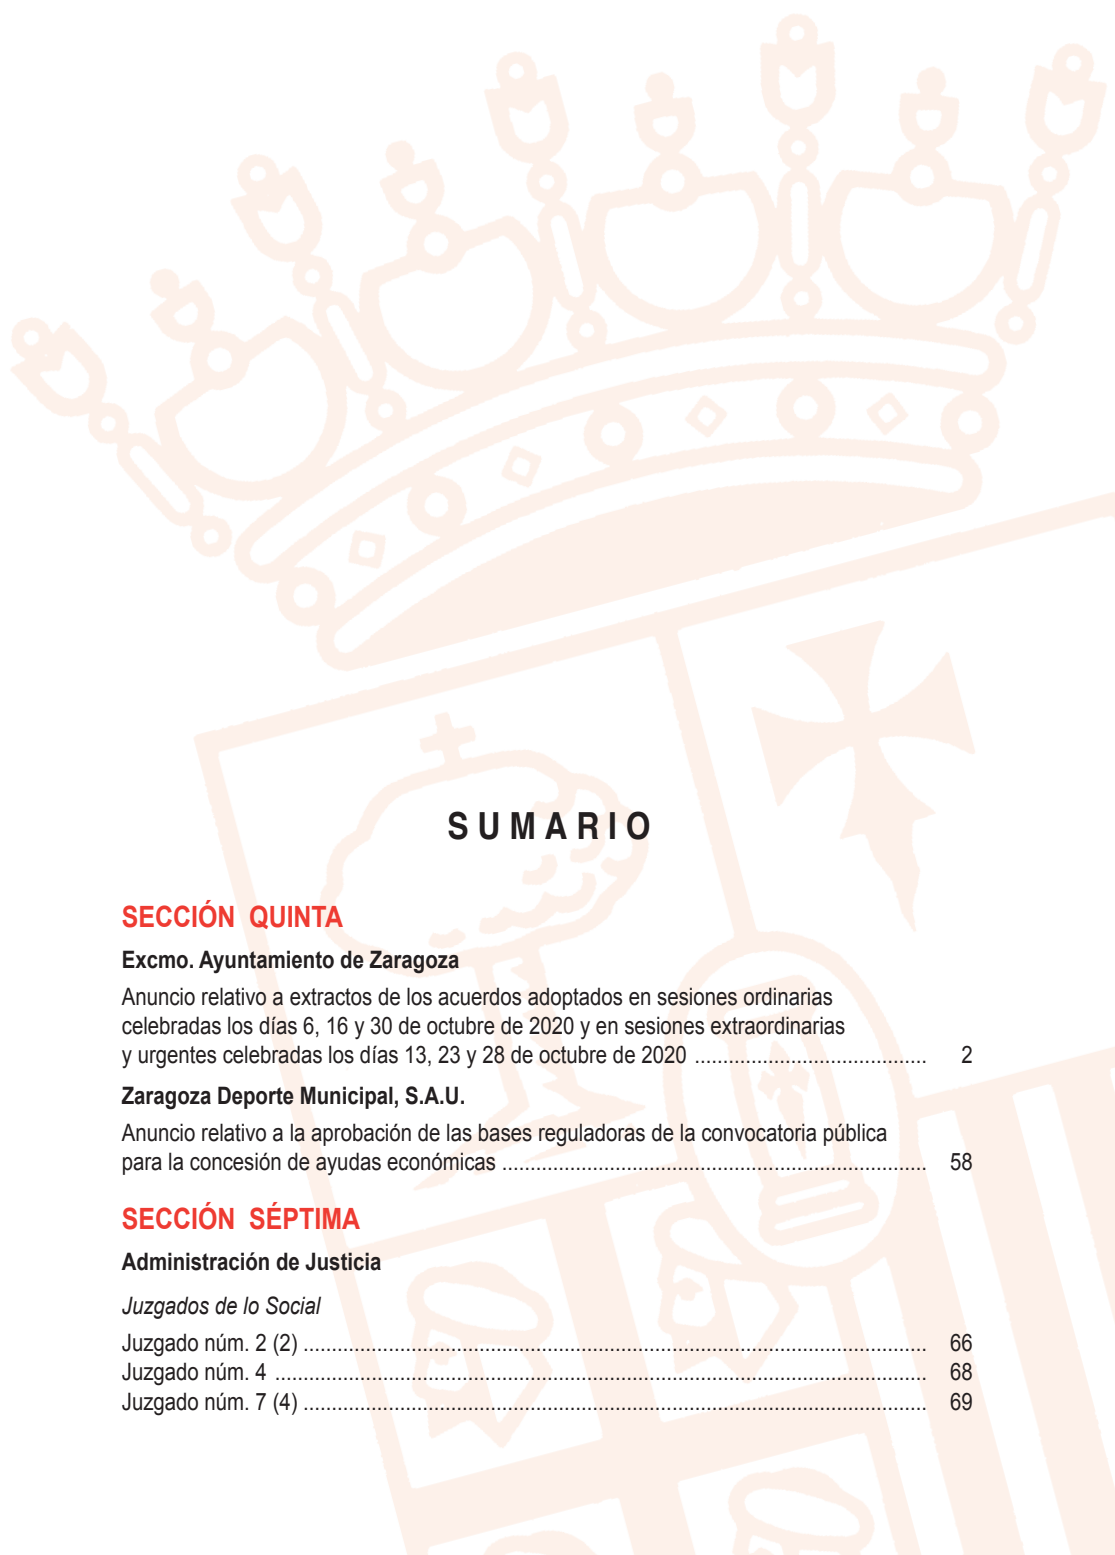 SUMARIO
SECCIÓN QUINTA
Excmo. Ayuntamiento de Zaragoza
Anuncio relativo a extractos de los acuerdos adoptados en sesiones ordinarias
celebradas los días 6, 16 y 30 de octubre de 2020 y en sesiones extraordinarias
y urgentes celebradas los días 13, 23 y 28 de octubre de 2020 ......................................... 2
Zaragoza Deporte Municipal, S.A.U.
Anuncio relativo a la aprobación de las bases reguladoras de la convocatoria pública
para la concesión de ayudas económicas ........................................................................... 58
SECCIÓN SÉPTIMA
Administración de Justicia
Juzgados de lo Social
Juzgado núm. 2 (2) .............................................................................................................. 66
Juzgado núm. 4 ................................................................................................................... 68
Juzgado núm. 7 (4) .............................................................................................................. 69